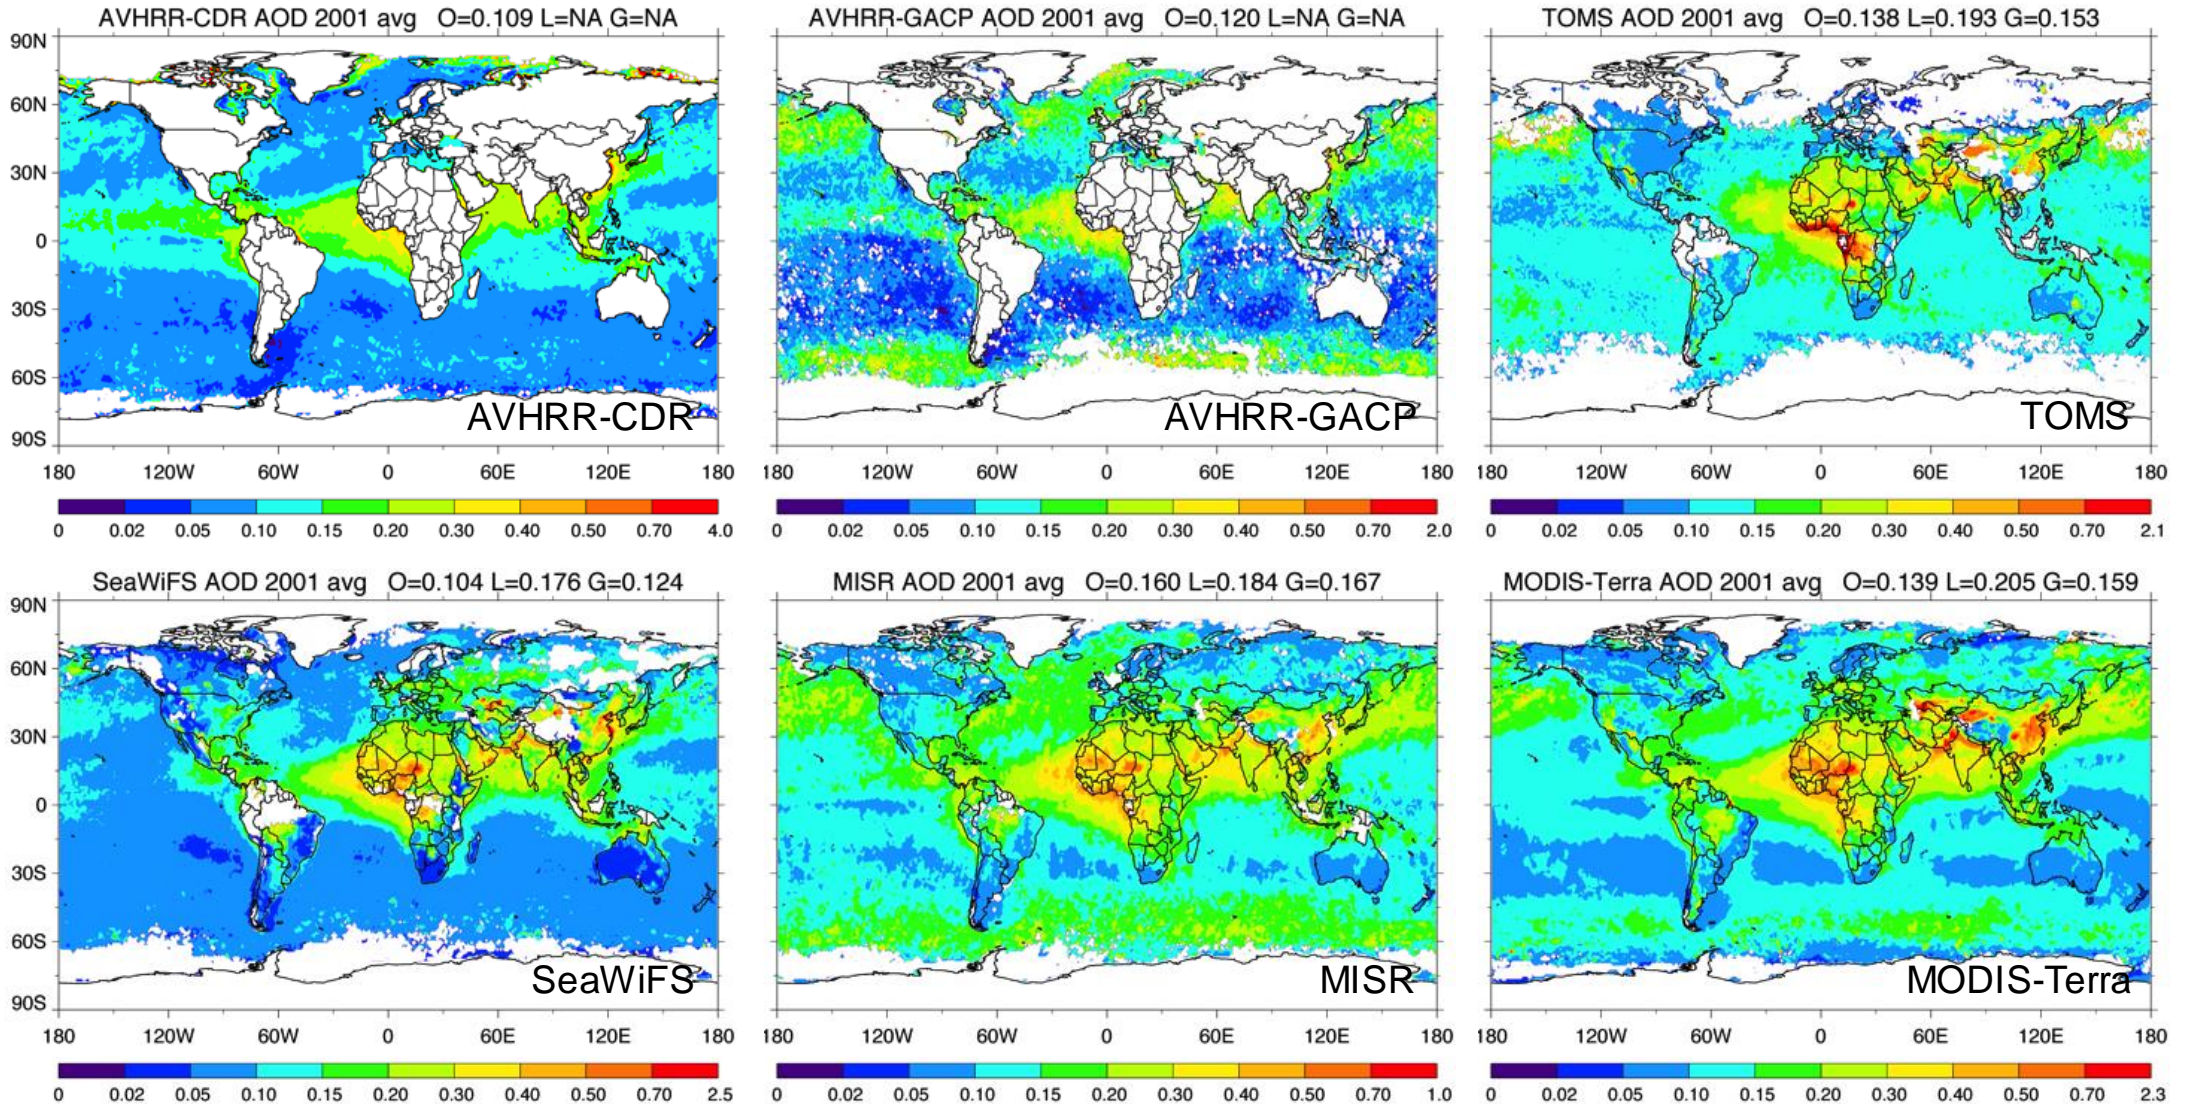 AVHRR-CDR AOD 2001 avg O=0.109 L=NA G=NA
90N
60N
30N
0
30S
60S
90S
AVHRR-CDR
180 120W 60W 0 60E 120E 180
0 0.02 0.05 0.10 0.15 0.20 0.30 0.40 0.50 0.70 4.0
AVHRR-GACP AOD 2001 avg O=0.120 L=NA G=NA
AVHRR-GACP
180 120W 60W 0 60E 120E 180
0 0.02 0.05 0.10 0.15 0.20 0.30 0.40 0.50 0.70 2.0
TOMS AOD 2001 avg O=0.138 L=0.193 G=0.153
TOMS
180 120W 60W 0 60E 120E 180
0 0.02 0.05 0.10 0.15 0.20 0.30 0.40 0.50 0.70 2.1
SeaWiFS AOD 2001 avg O=0.104 L=0.176 G=0.124
90N
60N
30N
0
30S
60S
90S
SeaWiFS
180 120W 60W 0 60E 120E 180
0 0.02 0.05 0.10 0.15 0.20 0.30 0.40 0.50 0.70 2.5
MISR AOD 2001 avg O=0.160 L=0.184 G=0.167
MISR
180 120W 60W 0 60E 120E 180
0 0.02 0.05 0.10 0.15 0.20 0.30 0.40 0.50 0.70 1.0
MODIS-Terra AOD 2001 avg O=0.139 L=0.205 G=0.159
MODIS-Terra
180 120W 60W 0 60E 120E 180
0 0.02 0.05 0.10 0.15 0.20 0.30 0.40 0.50 0.70 2.3